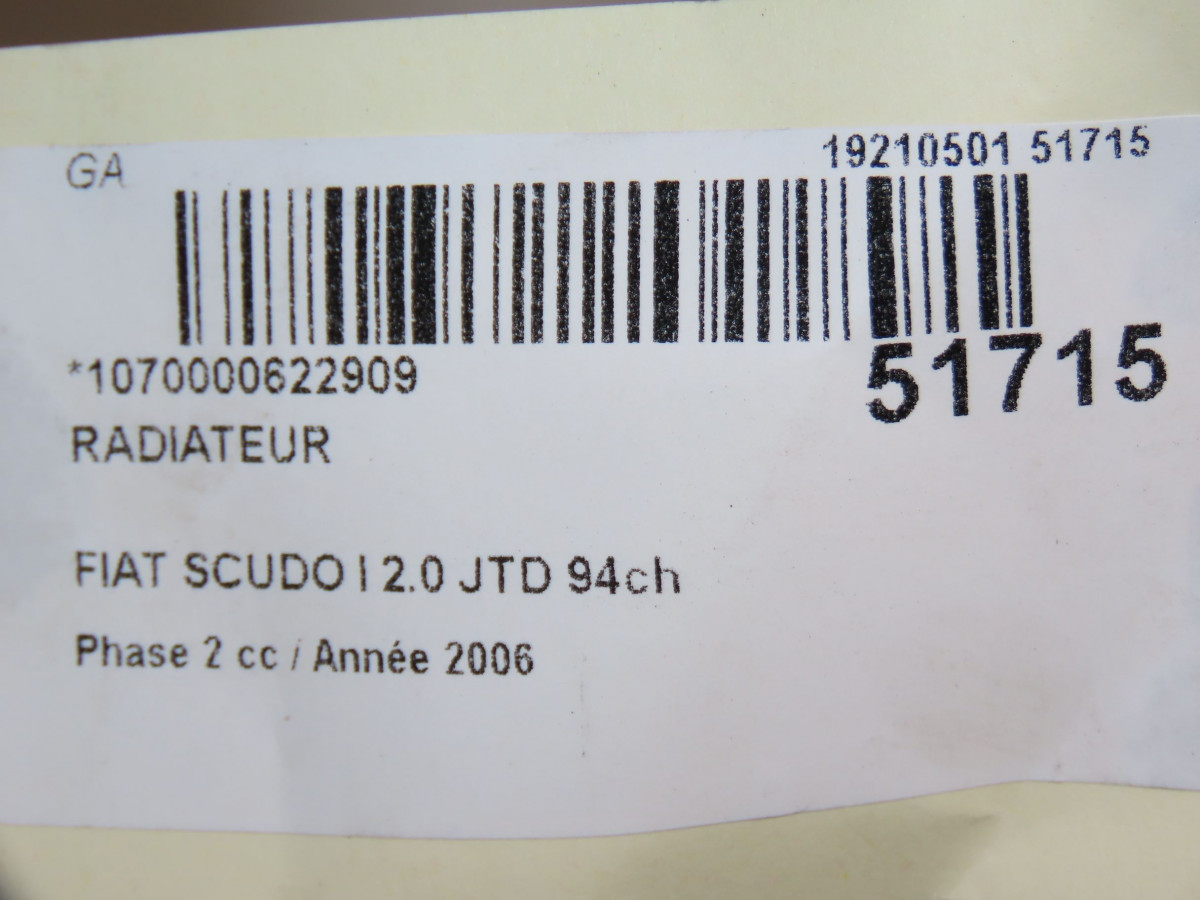 GA
19210501 51715
*1070000622909
51715
RADIATEUR
FIAT SCUDO I 2.0 JTD 94ch
Phase 2 cc / Année 2006